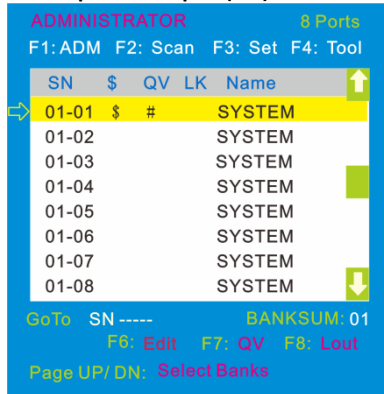 ADMINISTRATOR 8 Ports
F1: ADM F2: Scan F3: Set F4: Tool
SN $ QV LK Name
01-01 $ # SYSTEM
01-02 SYSTEM
01-03 SYSTEM
01-04 SYSTEM
01-05 SYSTEM
01-06 SYSTEM
01-07 SYSTEM
01-08 SYSTEM
GoTo SN ----- BANKSUM: 01
F6: Edit F7: QV F8: Lout
Page UP/ DN: Select Banks